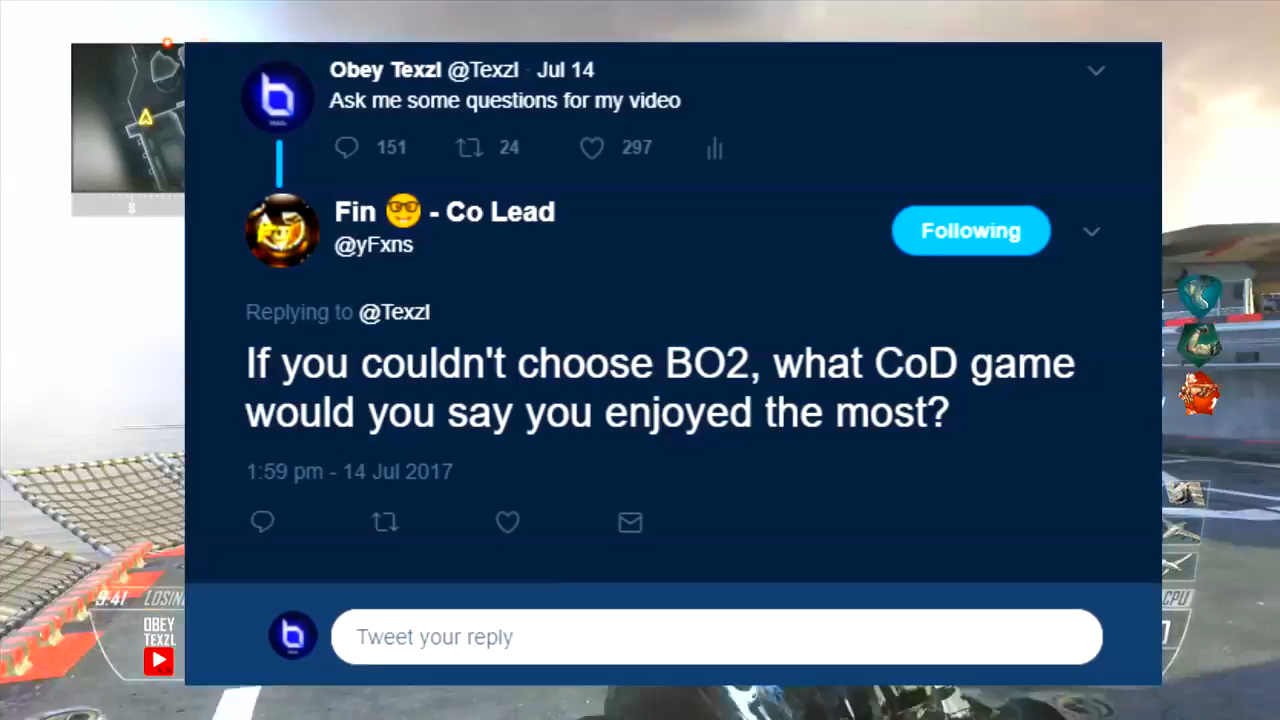 Obey Texzl @Texzl · Jul 14
Ask me some questions for my video
151 24 297
Fin 🤓 - Co Lead
@yFxns
Following
Replying to @Texzl
If you couldn't choose BO2, what CoD game
would you say you enjoyed the most?
1:59 pm - 14 Jul 2017
Tweet your reply
9:41
OBEY
TEXZL
CPU